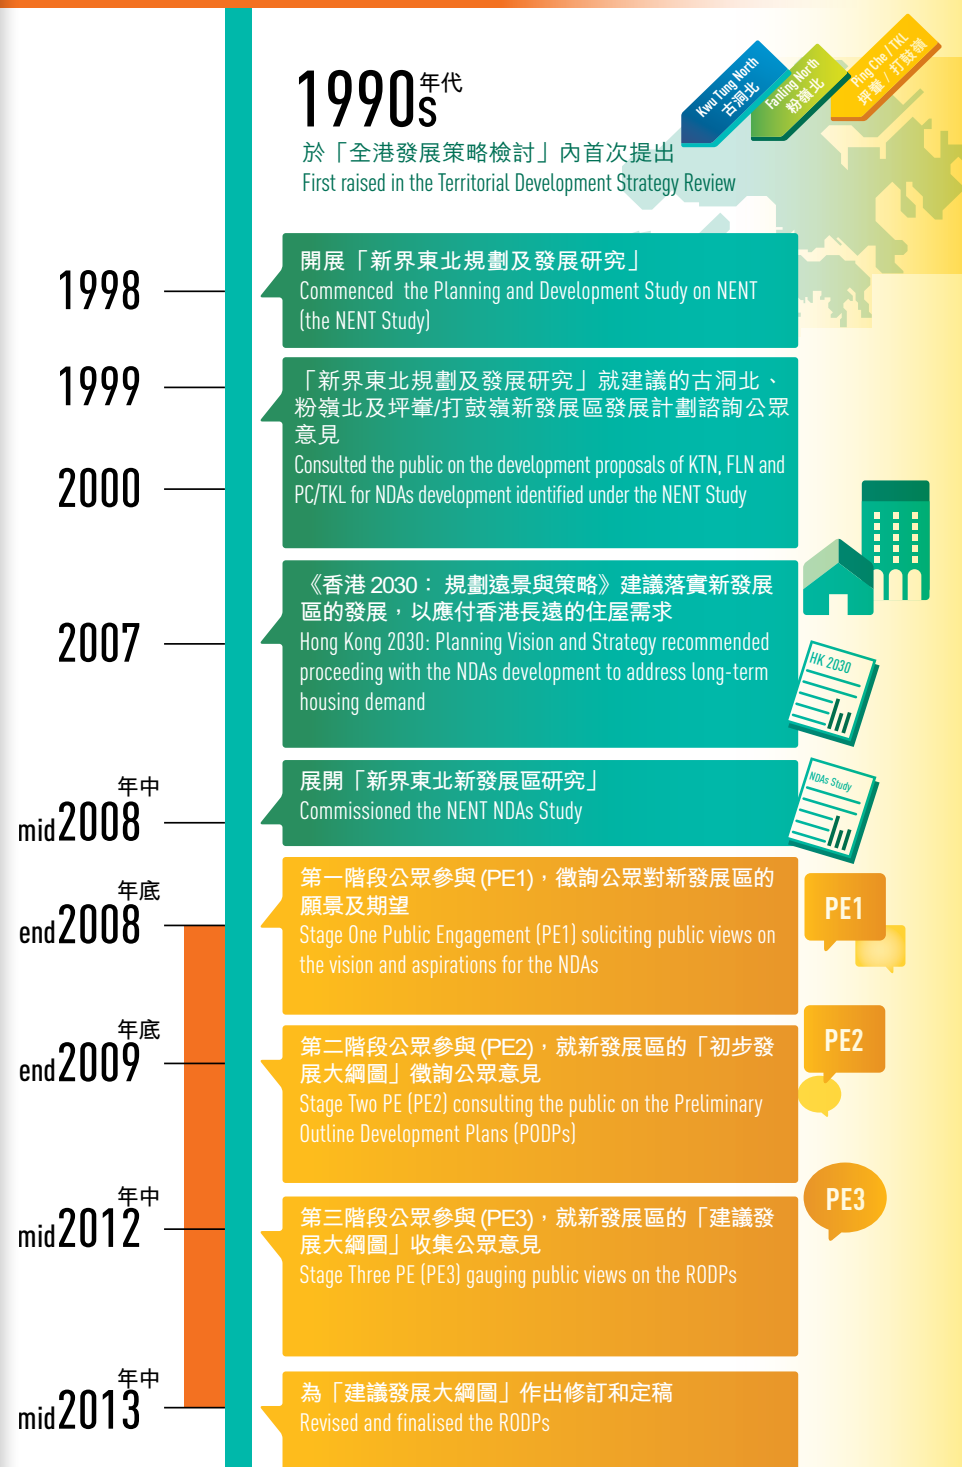 Kwu Tung North
古洞北
Fanling North
粉嶺北
Ping Che / TKL
坪輋 / 打鼓嶺
1990s年代
於「全港發展策略檢討」內首次提出
First raised in the Territorial Development Strategy Review
1998
開展「新界東北規劃及發展研究」
Commenced the Planning and Development Study on NENT
(the NENT Study)
1999
2000
「新界東北規劃及發展研究」就建議的古洞北、
粉嶺北及坪輋/打鼓嶺新發展區發展計劃諮詢公眾
意見
Consulted the public on the development proposals of KTN, FLN and
PC/TKL for NDAs development identified under the NENT Study
2007
《香港 2030： 規劃遠景與策略》建議落實新發展
區的發展，以應付香港長遠的住屋需求
Hong Kong 2030: Planning Vision and Strategy recommended
proceeding with the NDAs development to address long-term
housing demand
HK 2030
年中
mid2008
展開「新界東北新發展區研究」
Commissioned the NENT NDAs Study
NDAs Study
年底
end2008
第一階段公眾參與 (PE1)，徵詢公眾對新發展區的
願景及期望
Stage One Public Engagement (PE1) soliciting public views on
the vision and aspirations for the NDAs
PE1
年底
end2009
第二階段公眾參與 (PE2)，就新發展區的「初步發
展大綱圖」徵詢公眾意見
Stage Two PE (PE2) consulting the public on the Preliminary
Outline Development Plans (PODPs)
PE2
年中
mid2012
第三階段公眾參與 (PE3)，就新發展區的「建議發
展大綱圖」收集公眾意見
Stage Three PE (PE3) gauging public views on the RODPs
PE3
年中
mid2013
為「建議發展大綱圖」作出修訂和定稿
Revised and finalised the RODPs